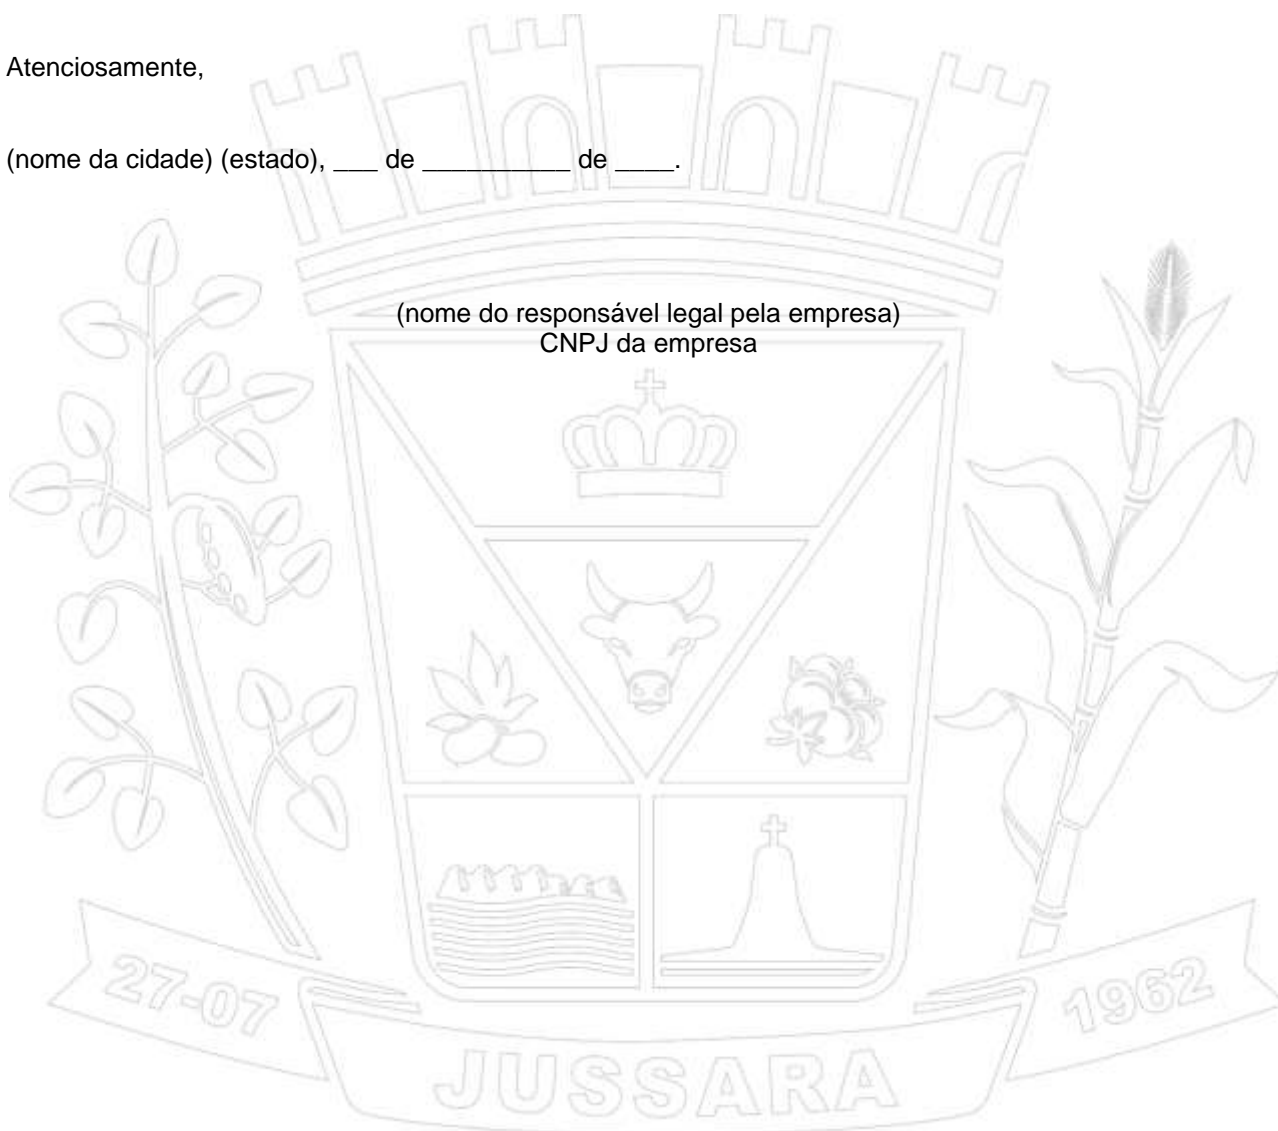 Atenciosamente,
(nome da cidade) (estado), ___ de __________ de ____.
(nome do responsável legal pela empresa)
CNPJ da empresa
27-07
1962
JUSSARA